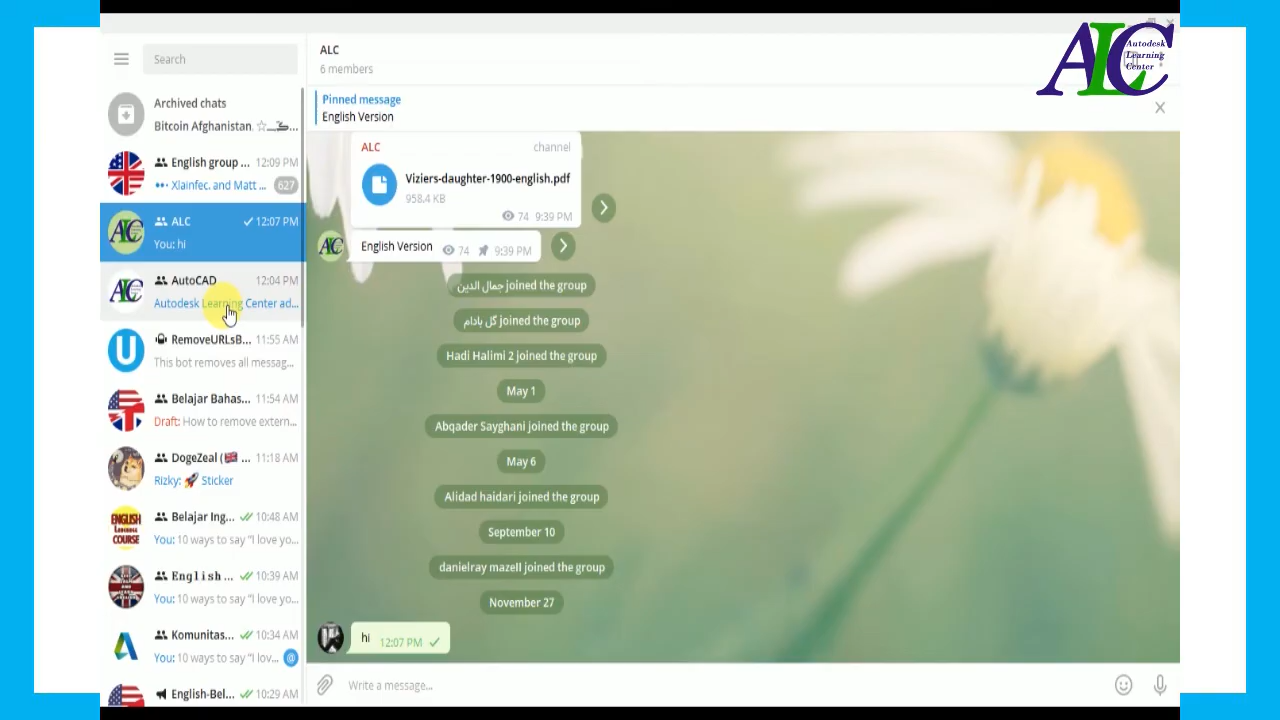 Search
Archived chats
Bitcoin Afghanistan.
English group ... 12:09 PM
Xlainfec. and Matt ... 627
ALC 12:07 PM
You: hi
AutoCAD 12:04 PM
Autodesk Learning Center ad...
RemoveURLsB... 11:55 AM
This bot removes all messag...
Belajar Bahas... 11:54 AM
Draft: How to remove extern...
DogeZeal ( ... 11:18 AM
Rizky: 🚀 Sticker
ENGLISH
Language
COURSE
Belajar Ing... 10:48 AM
You: 10 ways to say "I love yo...
English ... 10:39 AM
You: 10 ways to say "I love yo...
Komunitas... 10:34 AM
You: 10 ways to say "I lov... @
English-Bel... 10:29 AM
ALC
6 members
Pinned message
English Version
ALC channel
Viziers-daughter-1900-english.pdf
958.4 KB
74 9:39 PM
English Version 74 9:39 PM
جمال الدین joined the group
گل بادام joined the group
Hadi Halimi 2 joined the group
May 1
Abqader Sayghani joined the group
May 6
Alidad haidari joined the group
September 10
danielray mazell joined the group
November 27
hi 12:07 PM
Write a message...
ALC
Autodesk
Learning
Center